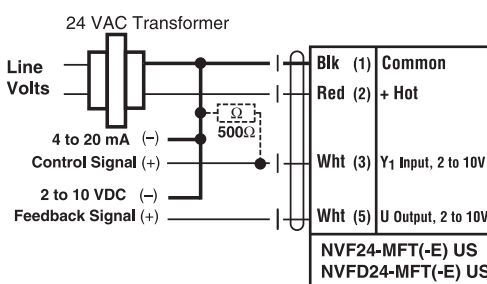 24 VAC Transformer
Line
Volts
Blk (1) Common
Red (2) + Hot
Ω
500Ω
4 to 20 mA (–)
Control Signal (+)
Wht (3) Y₁ Input, 2 to 10V
2 to 10 VDC (–)
Feedback Signal (+)
Wht (5) U Output, 2 to 10V
NVF24-MFT(-E) US
NVFD24-MFT(-E) US